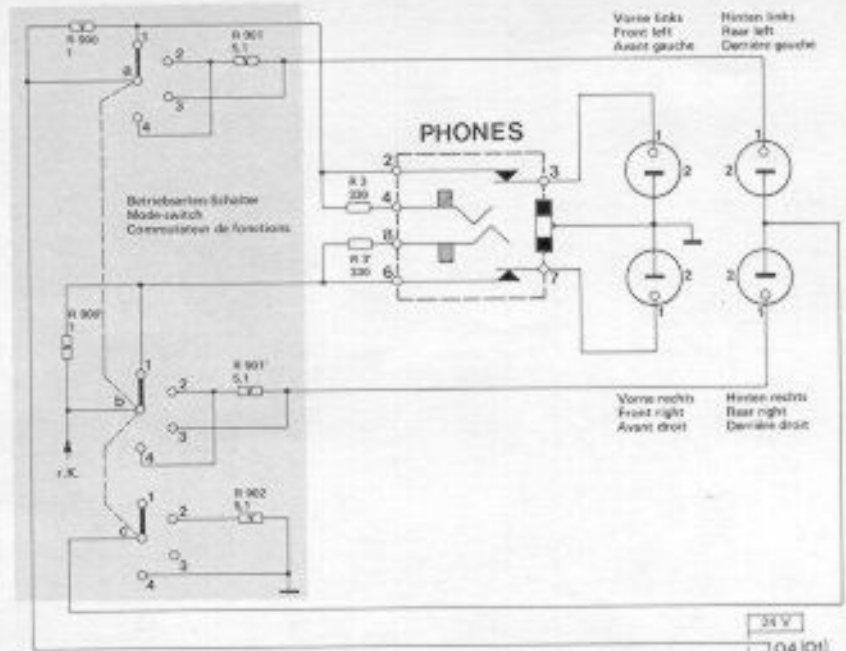 Vorne links
Front left
Avant gauche
Hinten links
Rear left
Derrière gauche
R 900
1
1
a
2
3
4
R 901
5,1
PHONES
2
4
8
6
3
7
R 3
330
R 3'
330
1
2
1
2
2
1
2
1
Betriebsarten-Schalter
Mode-switch
Commutateur de fonctions
R 900'
1
r.K.
1
b
2
3
4
R 901'
5,1
Vorne rechts
Front right
Avant droit
Hinten rechts
Rear right
Derrière droit
1
c
2
3
4
R 902
5,1
24 V